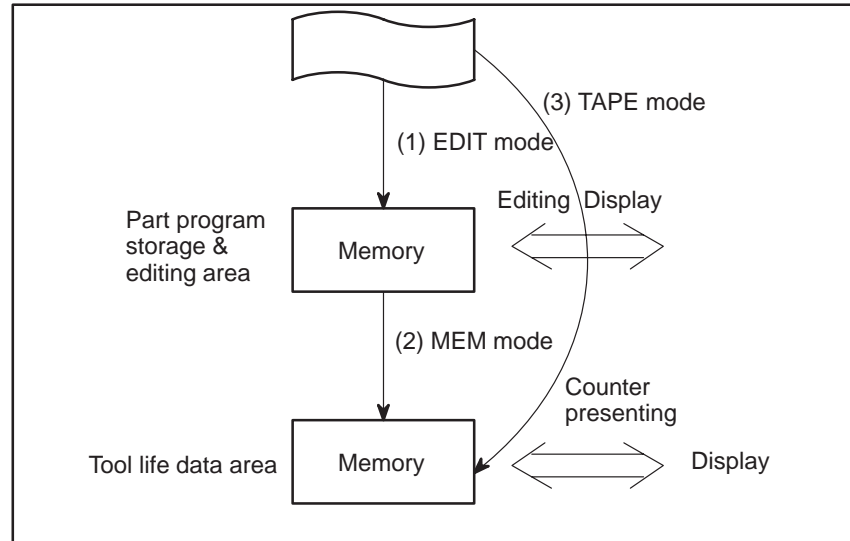 (3) TAPE mode
(1) EDIT mode
Editing Display
Part program
storage &
editing area
Memory
(2) MEM mode
Counter
presenting
Tool life data area
Memory
Display